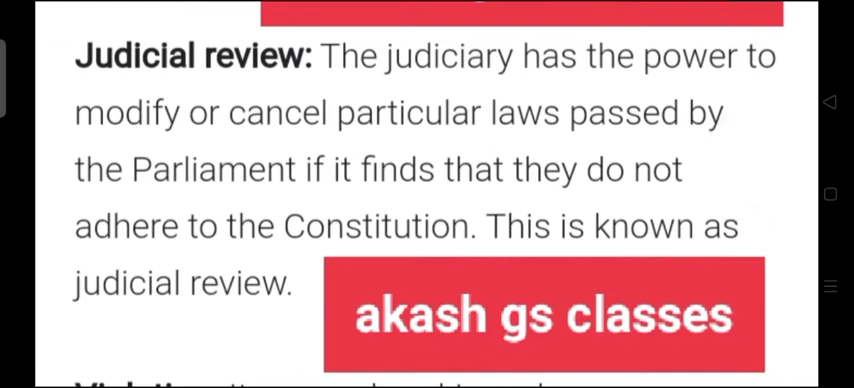 Judicial review: The judiciary has the power to
modify or cancel particular laws passed by
the Parliament if it finds that they do not
adhere to the Constitution. This is known as
judicial review.
akash gs classes